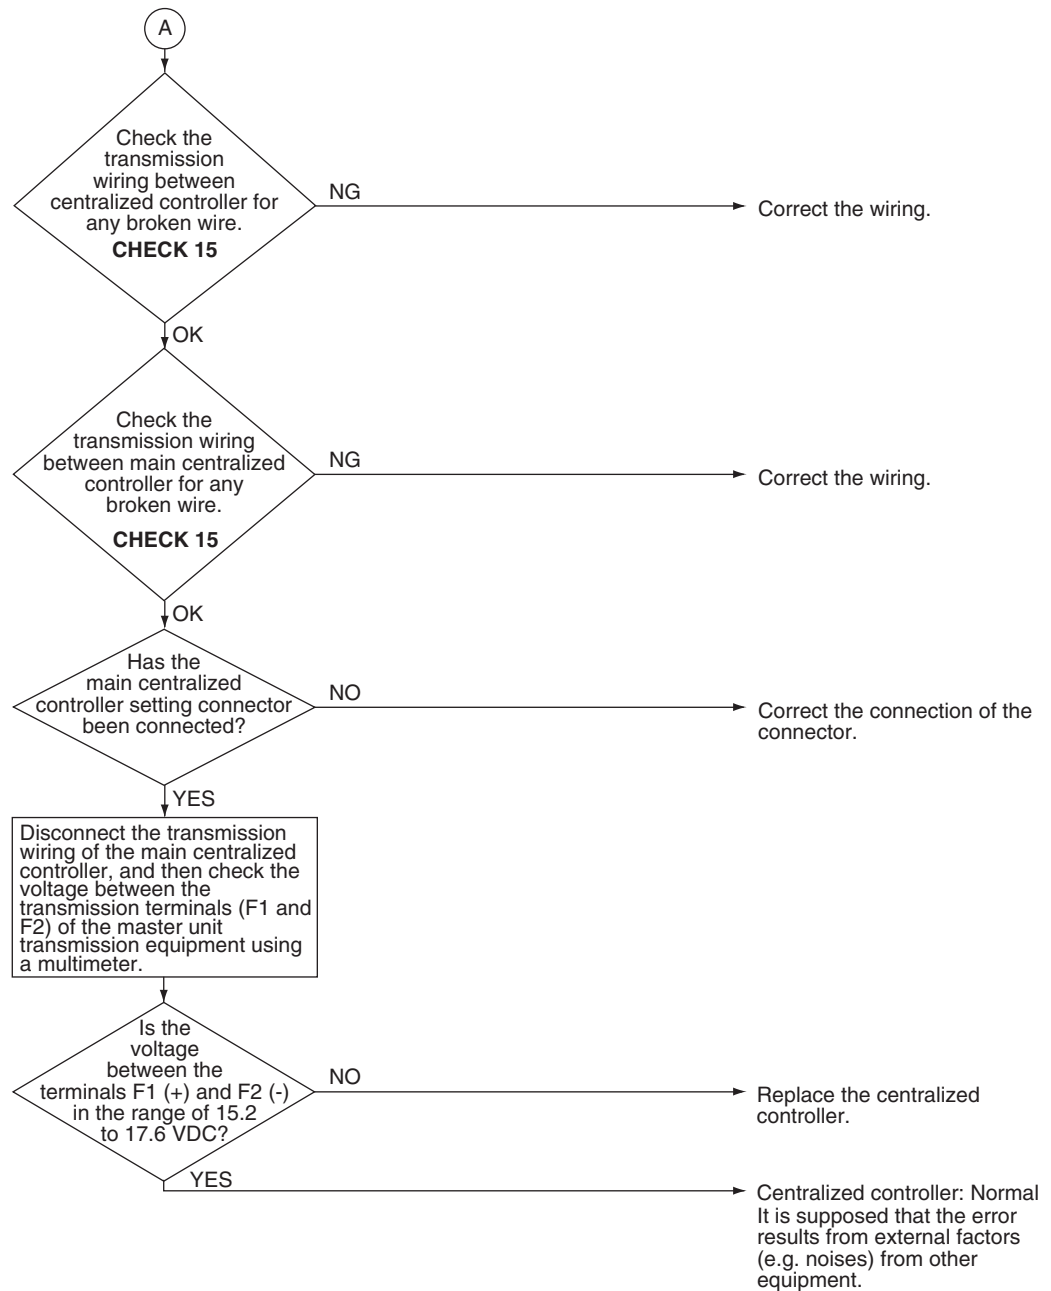 A
Check the
transmission
wiring between
centralized controller for
any broken wire.
CHECK 15
NG
Correct the wiring.
OK
Check the
transmission wiring
between main centralized
controller for any
broken wire.
CHECK 15
NG
Correct the wiring.
OK
Has the
main centralized
controller setting connector
been connected?
NO
Correct the connection of the
connector.
YES
Disconnect the transmission
wiring of the main centralized
controller, and then check the
voltage between the
transmission terminals (F1 and
F2) of the master unit
transmission equipment using
a multimeter.
Is the
voltage
between the
terminals F1 (+) and F2 (-)
in the range of 15.2
to 17.6 VDC?
NO
Replace the centralized
controller.
YES
Centralized controller: Normal
It is supposed that the error
results from external factors
(e.g. noises) from other
equipment.